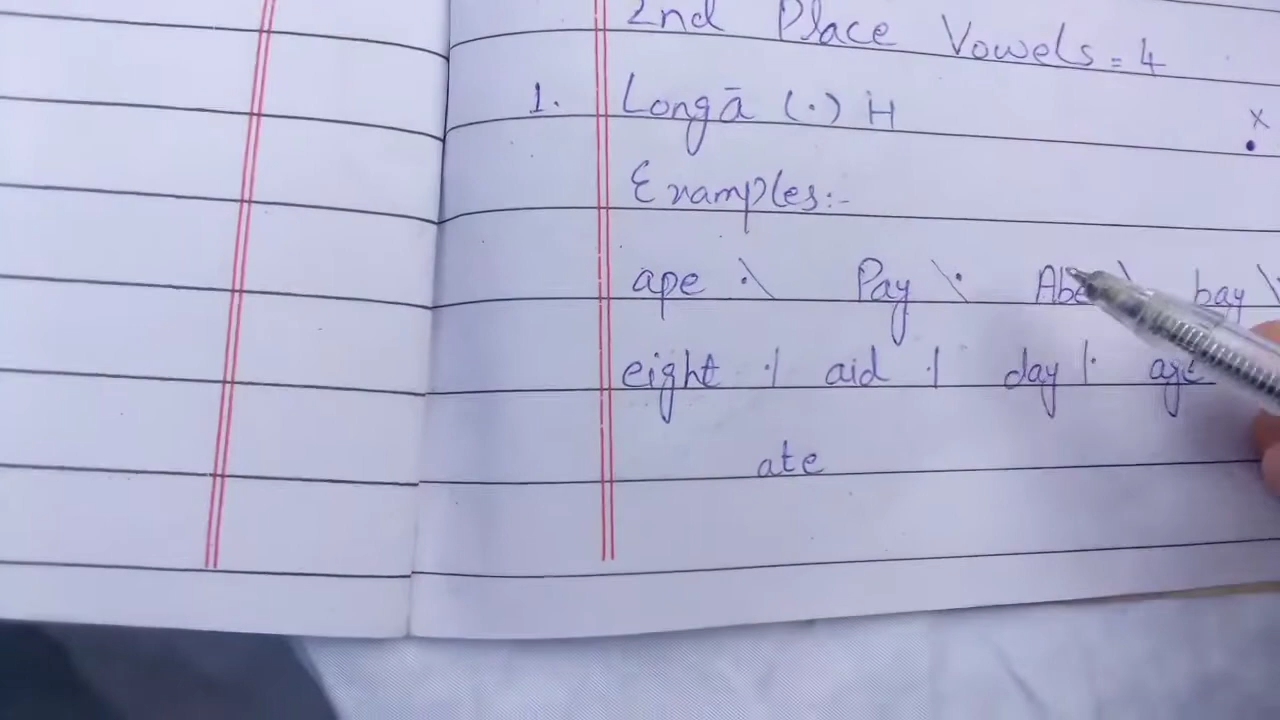 2nd Place Vowels = 4
1. Long ā (·) H
x
Examples:-
ape Pay Abe bay
eight aid day age
ate